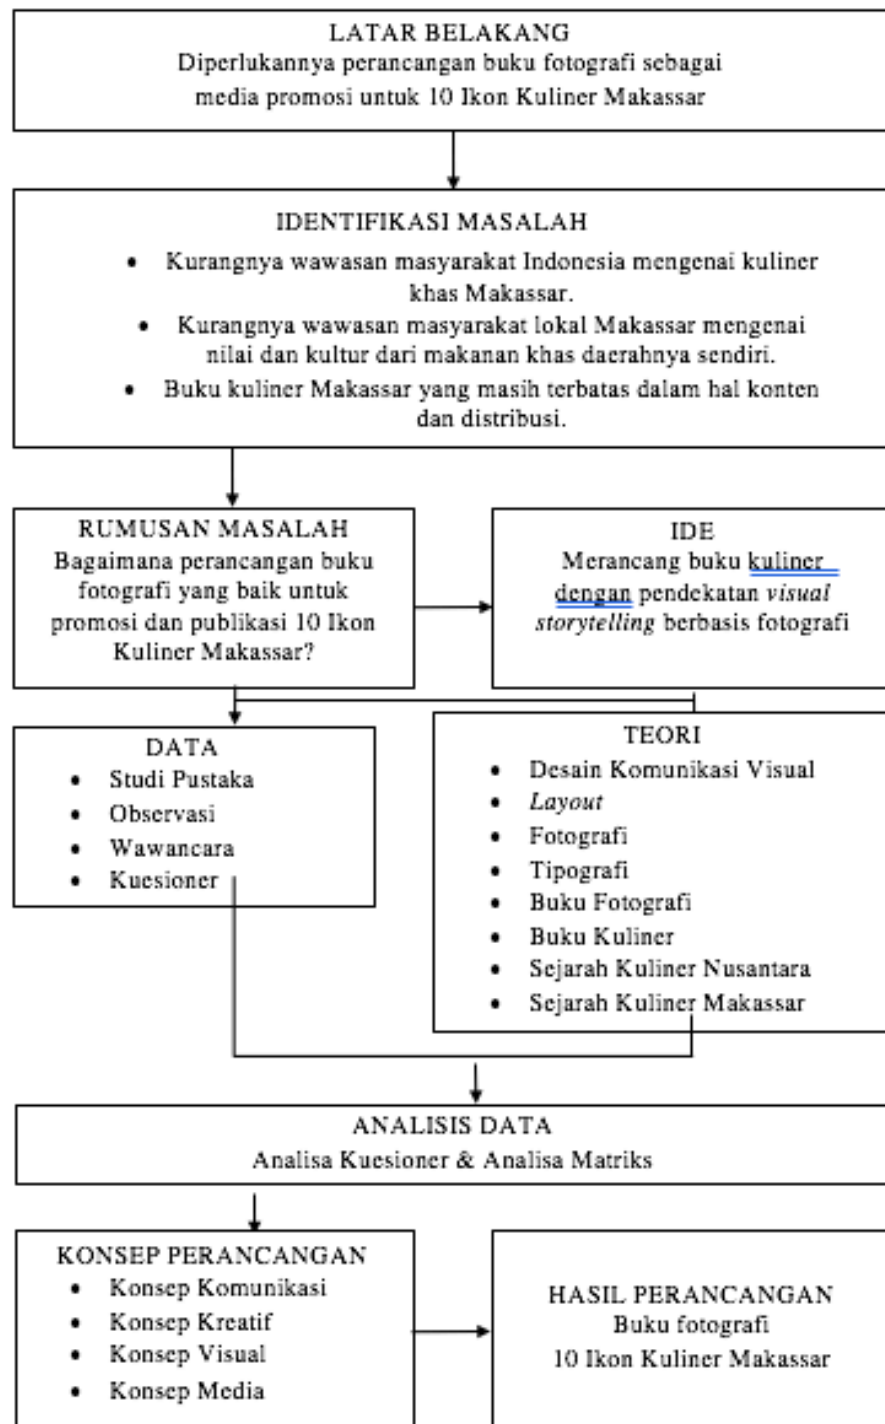 LATAR BELAKANG
Diperlukannya perancangan buku fotografi sebagai
media promosi untuk 10 Ikon Kuliner Makassar
IDENTIFIKASI MASALAH
• Kurangnya wawasan masyarakat Indonesia mengenai kuliner
khas Makassar.
• Kurangnya wawasan masyarakat lokal Makassar mengenai
nilai dan kultur dari makanan khas daerahnya sendiri.
• Buku kuliner Makassar yang masih terbatas dalam hal konten
dan distribusi.
RUMUSAN MASALAH
Bagaimana perancangan buku
fotografi yang baik untuk
promosi dan publikasi 10 Ikon
Kuliner Makassar?
IDE
Merancang buku kuliner
dengan pendekatan visual
storytelling berbasis fotografi
DATA
• Studi Pustaka
• Observasi
• Wawancara
• Kuesioner
TEORI
• Desain Komunikasi Visual
• Layout
• Fotografi
• Tipografi
• Buku Fotografi
• Buku Kuliner
• Sejarah Kuliner Nusantara
• Sejarah Kuliner Makassar
ANALISIS DATA
Analisa Kuesioner & Analisa Matriks
KONSEP PERANCANGAN
• Konsep Komunikasi
• Konsep Kreatif
• Konsep Visual
• Konsep Media
HASIL PERANCANGAN
Buku fotografi
10 Ikon Kuliner Makassar